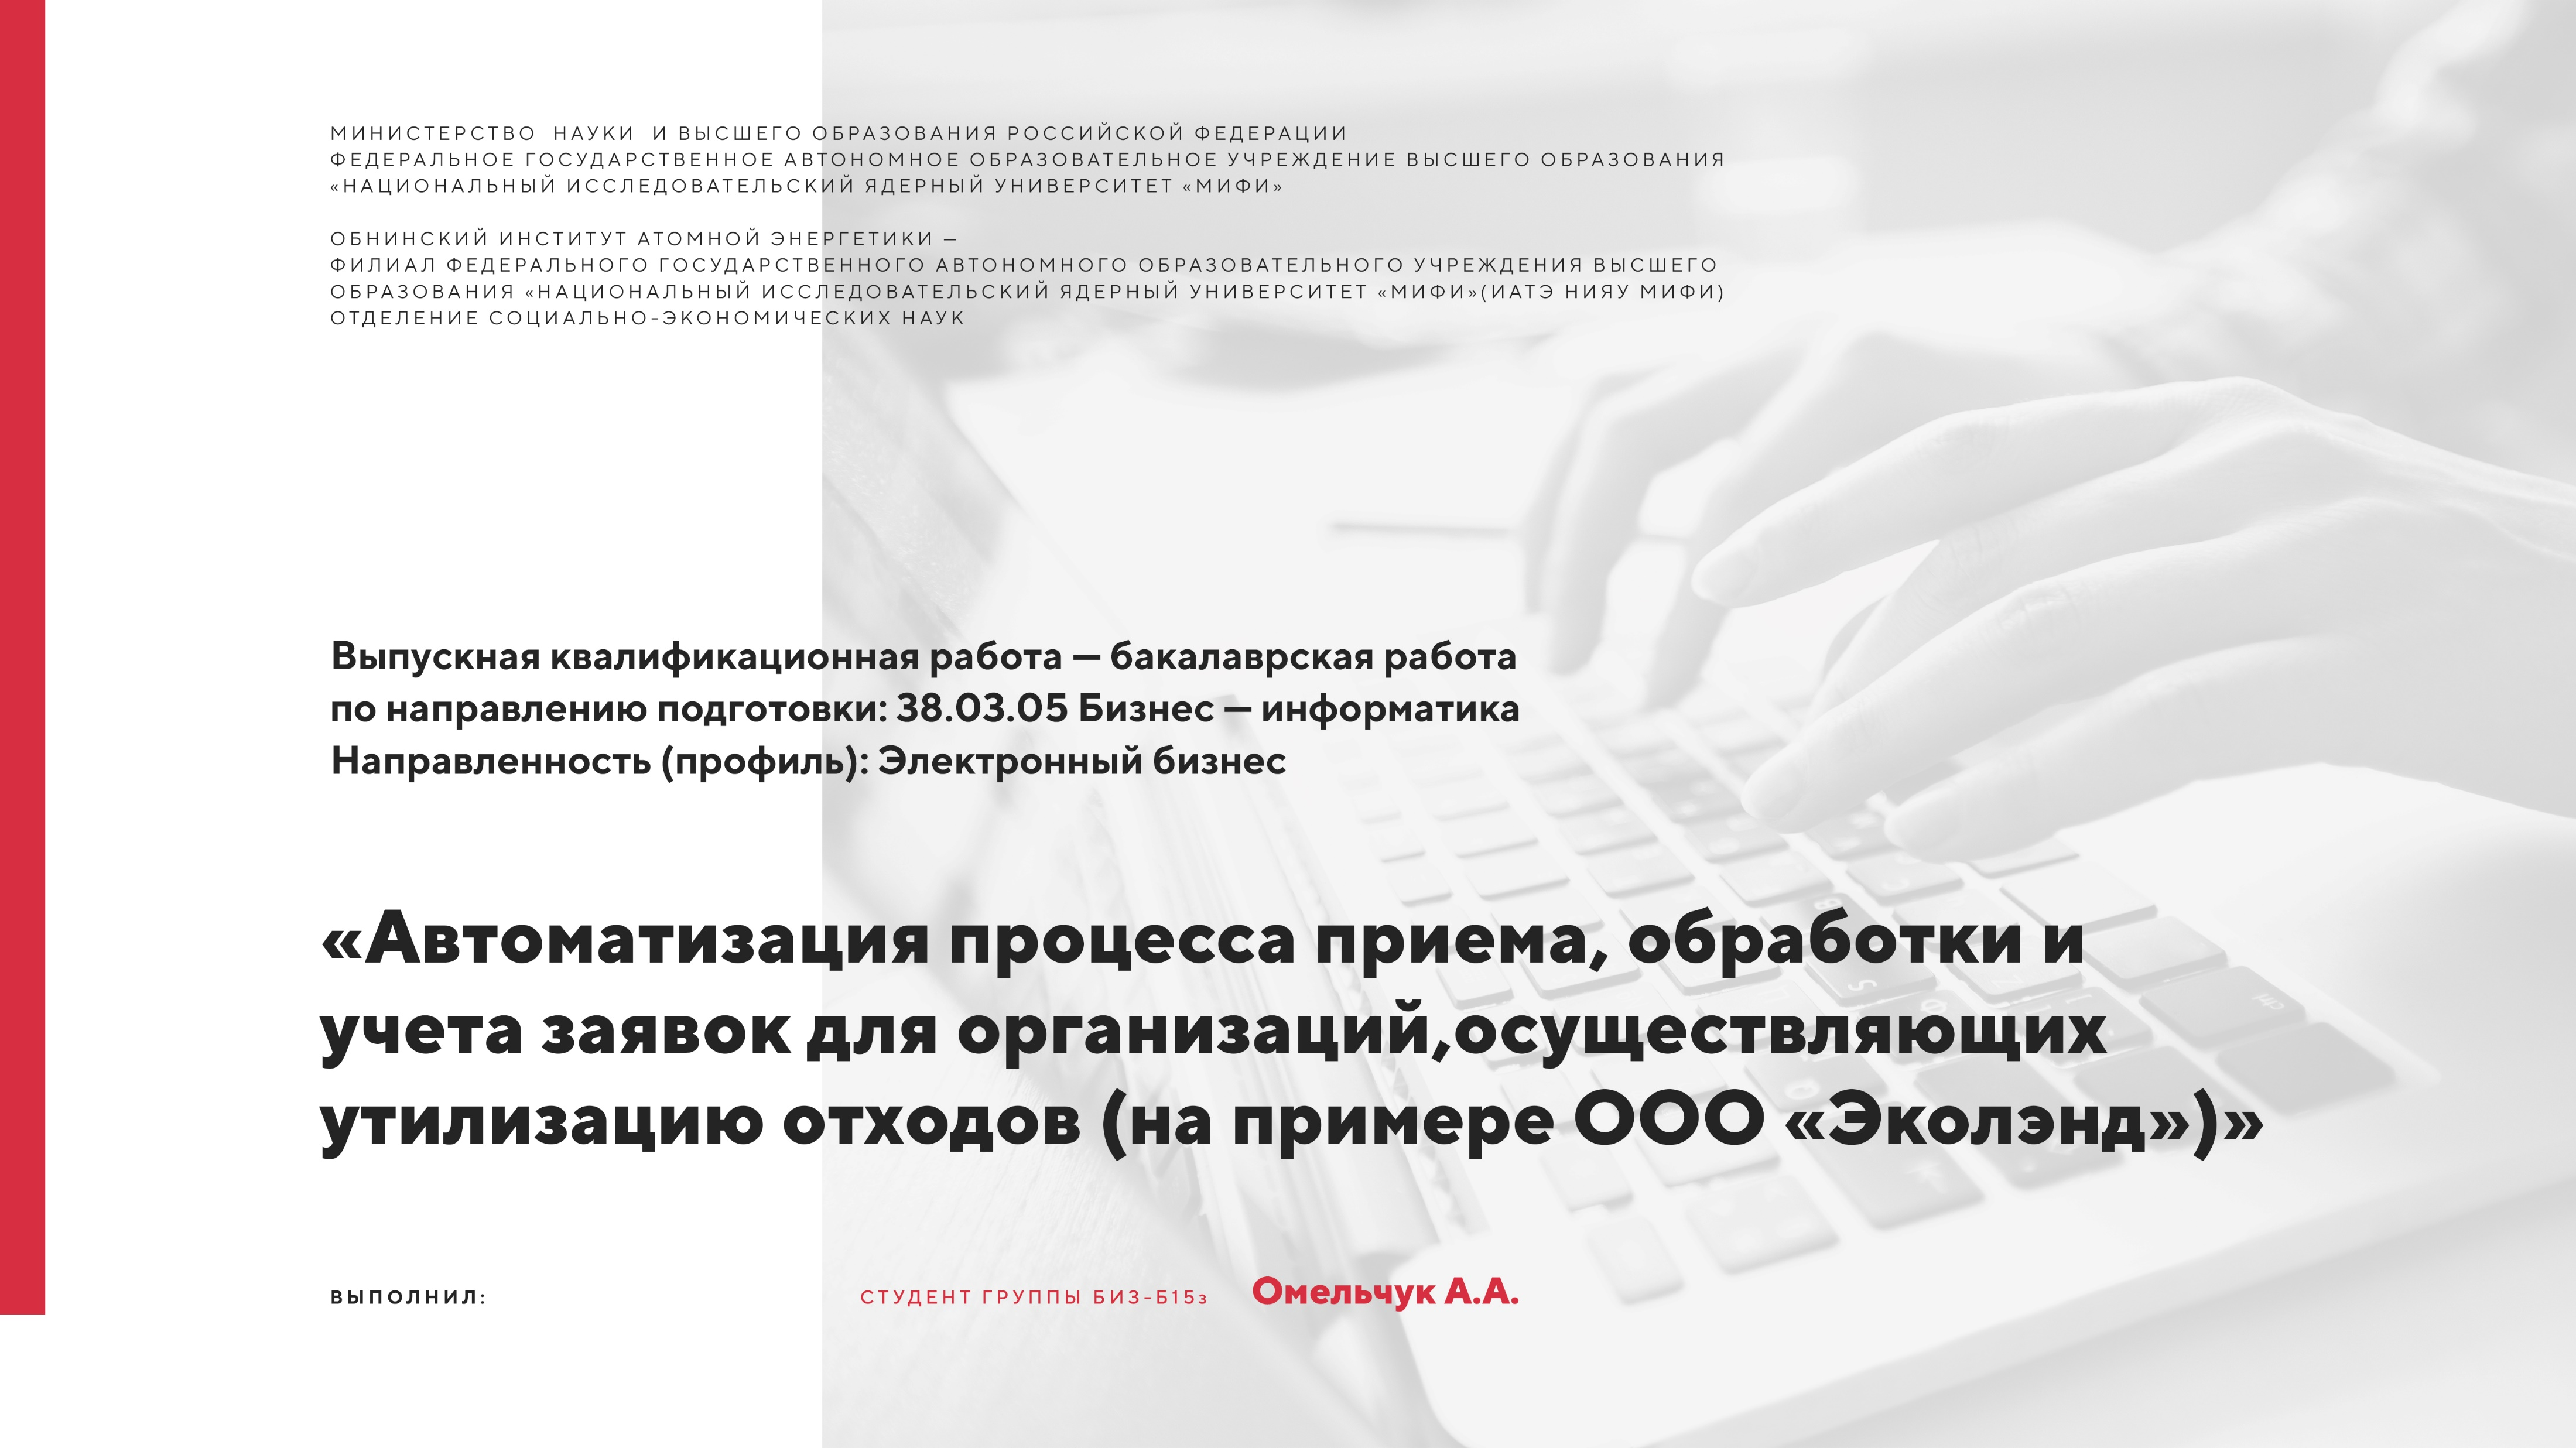 МИНИСТЕРСТВО НАУКИ И ВЫСШЕГО ОБРАЗОВАНИЯ РОССИЙСКОЙ ФЕДЕРАЦИИ
ФЕДЕРАЛЬНОЕ ГОСУДАРСТВЕННОЕ АВТОНОМНОЕ ОБРАЗОВАТЕЛЬНОЕ УЧРЕЖДЕНИЕ ВЫСШЕГО ОБРАЗОВАНИЯ
«НАЦИОНАЛЬНЫЙ ИССЛЕДОВАТЕЛЬСКИЙ ЯДЕРНЫЙ УНИВЕРСИТЕТ «МИФИ»
ОБНИНСКИЙ ИНСТИТУТ АТОМНОЙ ЭНЕРГЕТИКИ –
ФИЛИАЛ ФЕДЕРАЛЬНОГО ГОСУДАРСТВЕННОГО АВТОНОМНОГО ОБРАЗОВАТЕЛЬНОГО УЧРЕЖДЕНИЯ ВЫСШЕГО
ОБРАЗОВАНИЯ «НАЦИОНАЛЬНЫЙ ИССЛЕДОВАТЕЛЬСКИЙ ЯДЕРНЫЙ УНИВЕРСИТЕТ «МИФИ»(ИАТЭ НИЯУ МИФИ)
ОТДЕЛЕНИЕ СОЦИАЛЬНО-ЭКОНОМИЧЕСКИХ НАУК
Выпускная квалификационная работа — бакалаврская работа
по направлению подготовки: 38.03.05 Бизнес — информатика
Направленность (профиль): Электронный бизнес
«Автоматизация процесса приема, обработки и
учета заявок для организаций,осуществляющих
утилизацию отходов (на примере ООО «Эколэнд»)»
ВЫПОЛНИЛ: СТУДЕНТ ГРУППЫ БИЗ-Б15з Омельчук А.А.